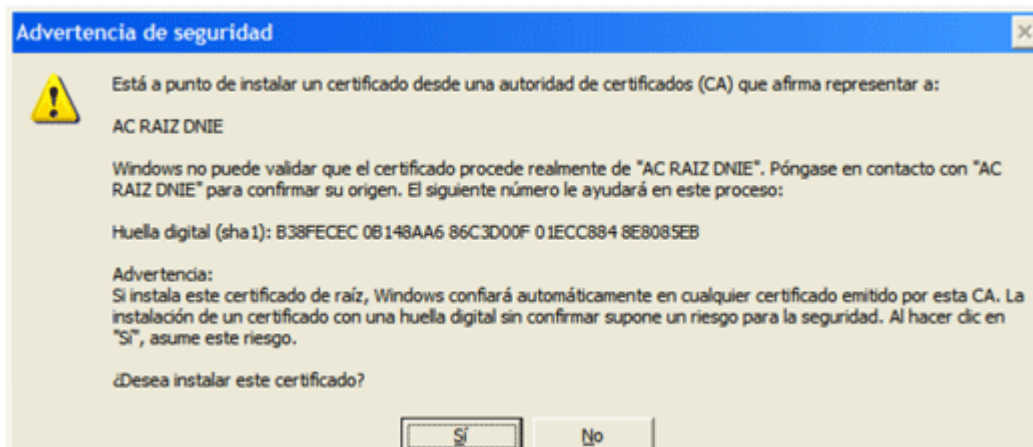 Advertencia de seguridad
Está a punto de instalar un certificado desde una autoridad de certificados (CA) que afirma representar a:
AC RAIZ DNIE
Windows no puede validar que el certificado procede realmente de "AC RAIZ DNIE". Póngase en contacto con "AC
RAIZ DNIE" para confirmar su origen. El siguiente número le ayudará en este proceso:
Huella digital (sha1): B38FECEC 0B148AA6 86C3D00F 01ECC884 8E8085EB
Advertencia:
Si instala este certificado de raíz, Windows confiará automáticamente en cualquier certificado emitido por esta CA. La
instalación de un certificado con una huella digital sin confirmar supone un riesgo para la seguridad. Al hacer clic en
"Sí", asume este riesgo.
¿Desea instalar este certificado?
Sí No